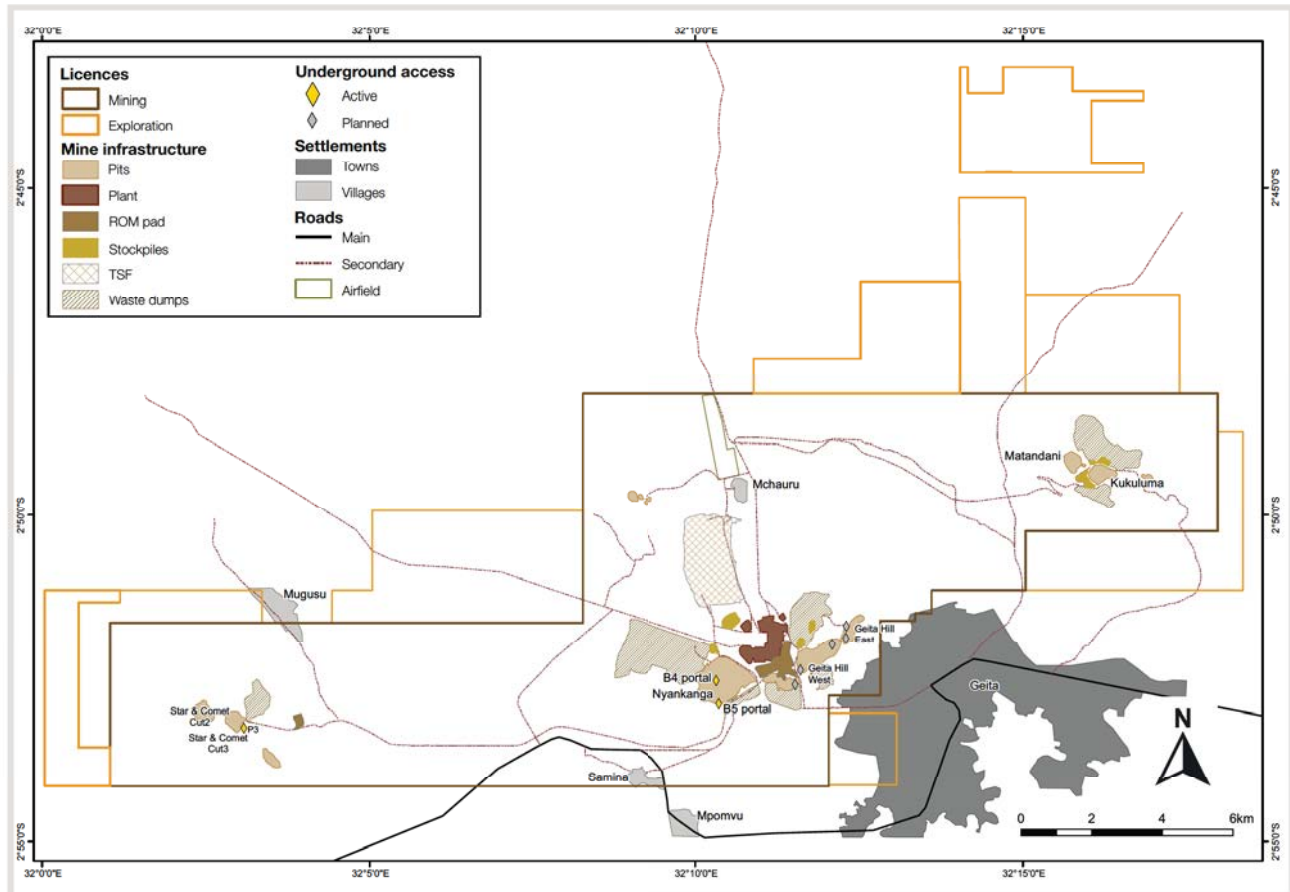 32°0'0"E
32°5'0"E
32°10'0"E
32°15'0"E
Licences
Mining
Exploration
Mine infrastructure
Pits
Plant
ROM pad
Stockpiles
TSF
Waste dumps
Underground access
Active
Planned
Settlements
Towns
Villages
Roads
Main
Secondary
Airfield
2°45'0"S
2°45'0"S
Matandani
Kukuluma
Mchauru
2°50'0"S
2°50'0"S
Mugusu
Geita Hill
East
Geita Hill
West
B4 portal
Nyankanga
B5 portal
Geita
Star & Comet
Cut2
P3
Star & Comet
Cut3
Samina
Mpomvu
N
0 2 4 6km
2°55'0"S
2°55'0"S
32°0'0"E
32°5'0"E
32°10'0"E
32°15'0"E